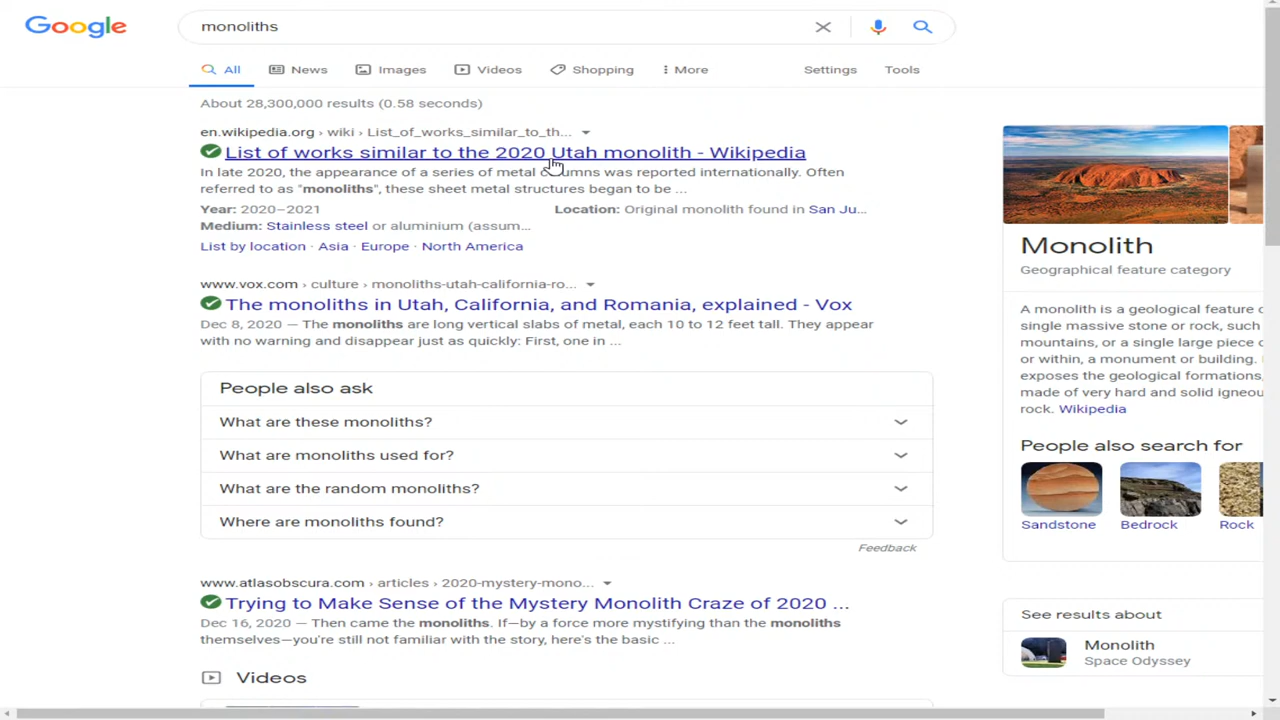 Google
monoliths
All
News
Images
Videos
Shopping
More
Settings
Tools
About 28,300,000 results (0.58 seconds)
en.wikipedia.org › wiki › List_of_works_similar_to_th...
List of works similar to the 2020 Utah monolith - Wikipedia
In late 2020, the appearance of a series of metal columns was reported internationally. Often
referred to as "monoliths", these sheet metal structures began to be ...
Year: 2020–2021
Location: Original monolith found in San Ju...
Medium: Stainless steel or aluminium (assum...
List by location · Asia · Europe · North America
www.vox.com › culture › monoliths-utah-california-ro...
The monoliths in Utah, California, and Romania, explained - Vox
Dec 8, 2020 — The monoliths are long vertical slabs of metal, each 10 to 12 feet tall. They appear
with no warning and disappear just as quickly: First, one in ...
People also ask
What are these monoliths?
What are monoliths used for?
What are the random monoliths?
Where are monoliths found?
Feedback
www.atlasobscura.com › articles › 2020-mystery-mono...
Trying to Make Sense of the Mystery Monolith Craze of 2020 ...
Dec 16, 2020 — Then came the monoliths. If—by a force more mystifying than the monoliths
themselves—you're still not familiar with the story, here's the basic ...
Videos
Monolith
Geographical feature category
A monolith is a geological feature c
single massive stone or rock, such
mountains, or a single large piece c
or within, a monument or building.
exposes the geological formations,
made of very hard and solid igneou
rock. Wikipedia
People also search for
Sandstone
Bedrock
Rock
See results about
Monolith
Space Odyssey